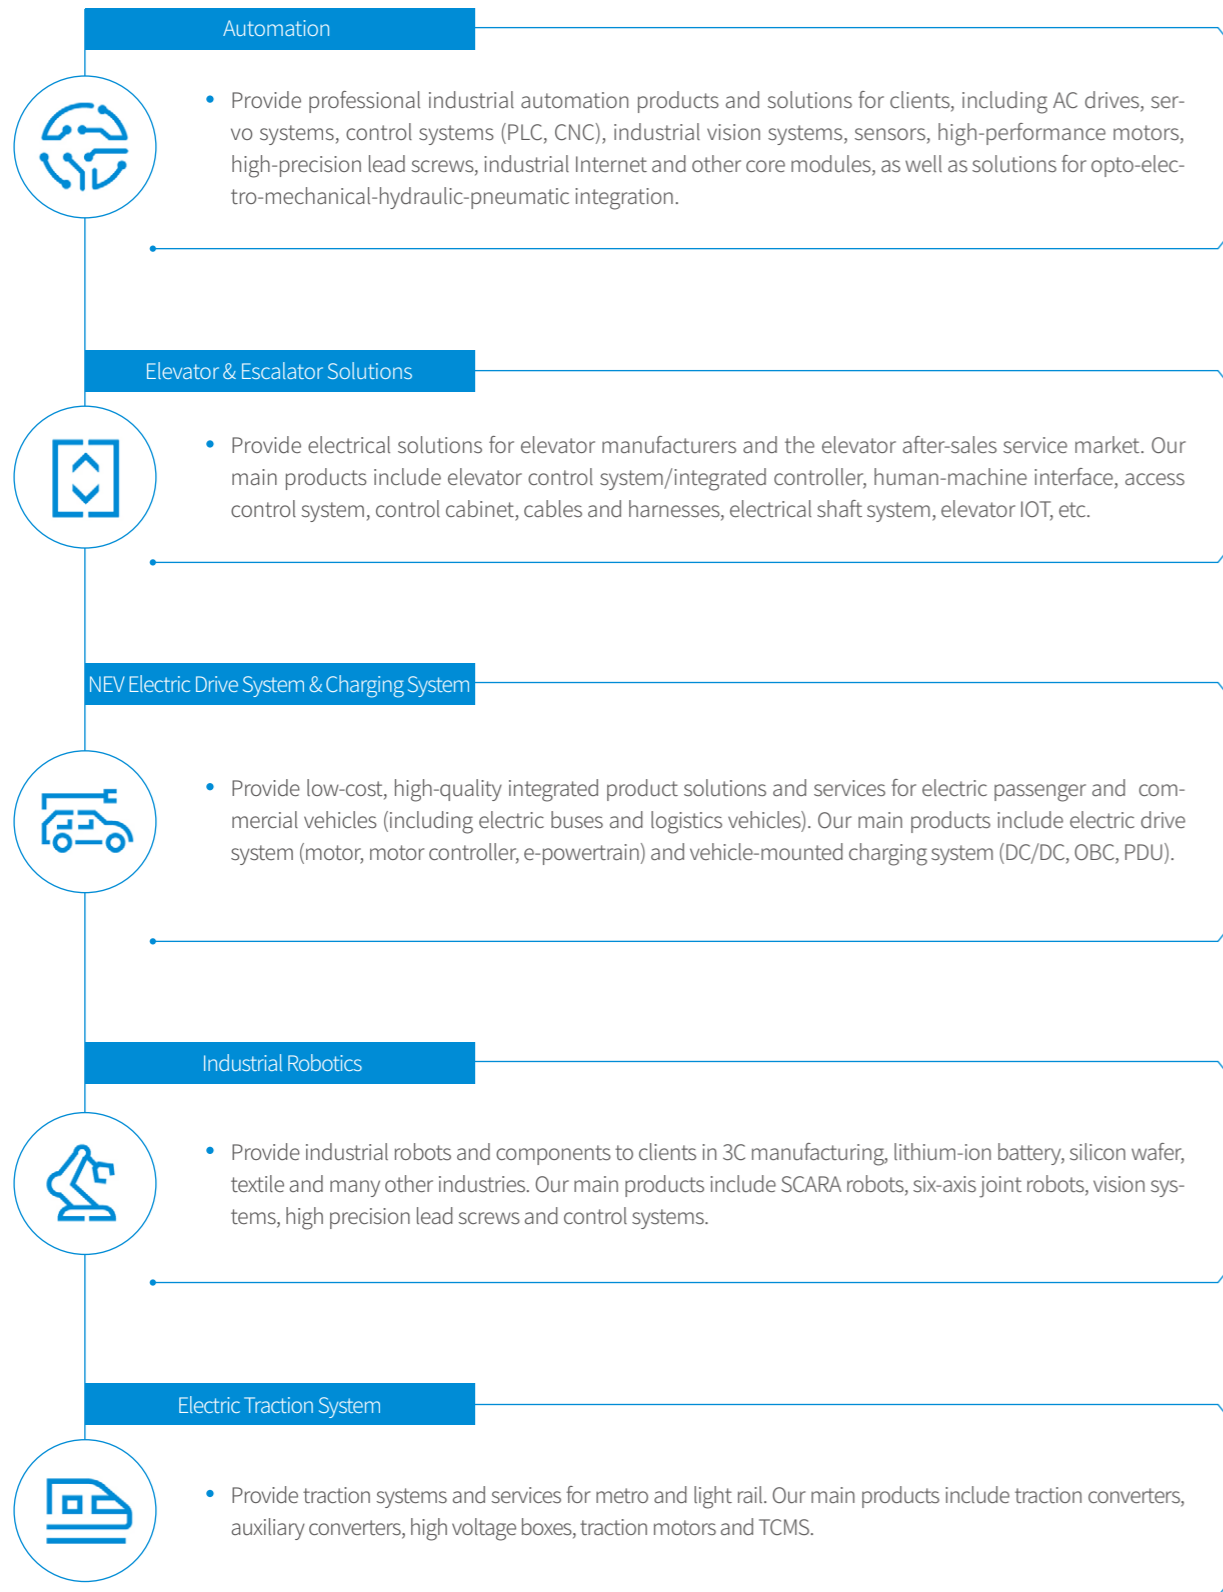 Automation
• Provide professional industrial automation products and solutions for clients, including AC drives, ser-
vo systems, control systems (PLC, CNC), industrial vision systems, sensors, high-performance motors,
high-precision lead screws, industrial Internet and other core modules, as well as solutions for opto-elec-
tro-mechanical-hydraulic-pneumatic integration.
Elevator & Escalator Solutions
• Provide electrical solutions for elevator manufacturers and the elevator after-sales service market. Our
main products include elevator control system/integrated controller, human-machine interface, access
control system, control cabinet, cables and harnesses, electrical shaft system, elevator IOT, etc.
NEV Electric Drive System & Charging System
• Provide low-cost, high-quality integrated product solutions and services for electric passenger and com-
mercial vehicles (including electric buses and logistics vehicles). Our main products include electric drive
system (motor, motor controller, e-powertrain) and vehicle-mounted charging system (DC/DC, OBC, PDU).
Industrial Robotics
• Provide industrial robots and components to clients in 3C manufacturing, lithium-ion battery, silicon wafer,
textile and many other industries. Our main products include SCARA robots, six-axis joint robots, vision sys-
tems, high precision lead screws and control systems.
Electric Traction System
• Provide traction systems and services for metro and light rail. Our main products include traction converters,
auxiliary converters, high voltage boxes, traction motors and TCMS.